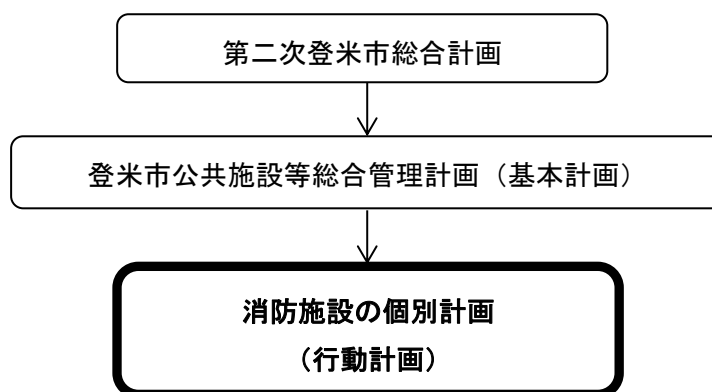 第二次登米市総合計画
登米市公共施設等総合管理計画（基本計画）
消防施設の個別計画
（行動計画）